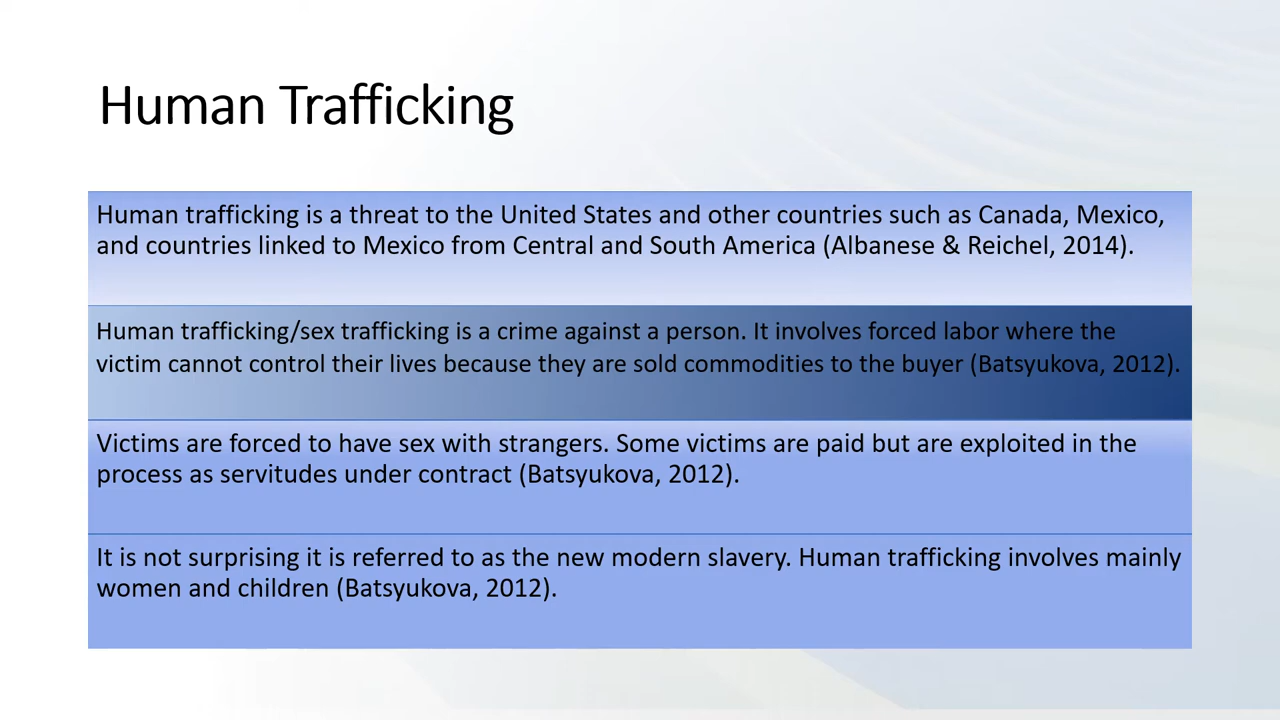 Human Trafficking
Human trafficking is a threat to the United States and other countries such as Canada, Mexico,
and countries linked to Mexico from Central and South America (Albanese & Reichel, 2014).
Human trafficking/sex trafficking is a crime against a person. It involves forced labor where the
victim cannot control their lives because they are sold commodities to the buyer (Batsyukova, 2012).
Victims are forced to have sex with strangers. Some victims are paid but are exploited in the
process as servitudes under contract (Batsyukova, 2012).
It is not surprising it is referred to as the new modern slavery. Human trafficking involves mainly
women and children (Batsyukova, 2012).